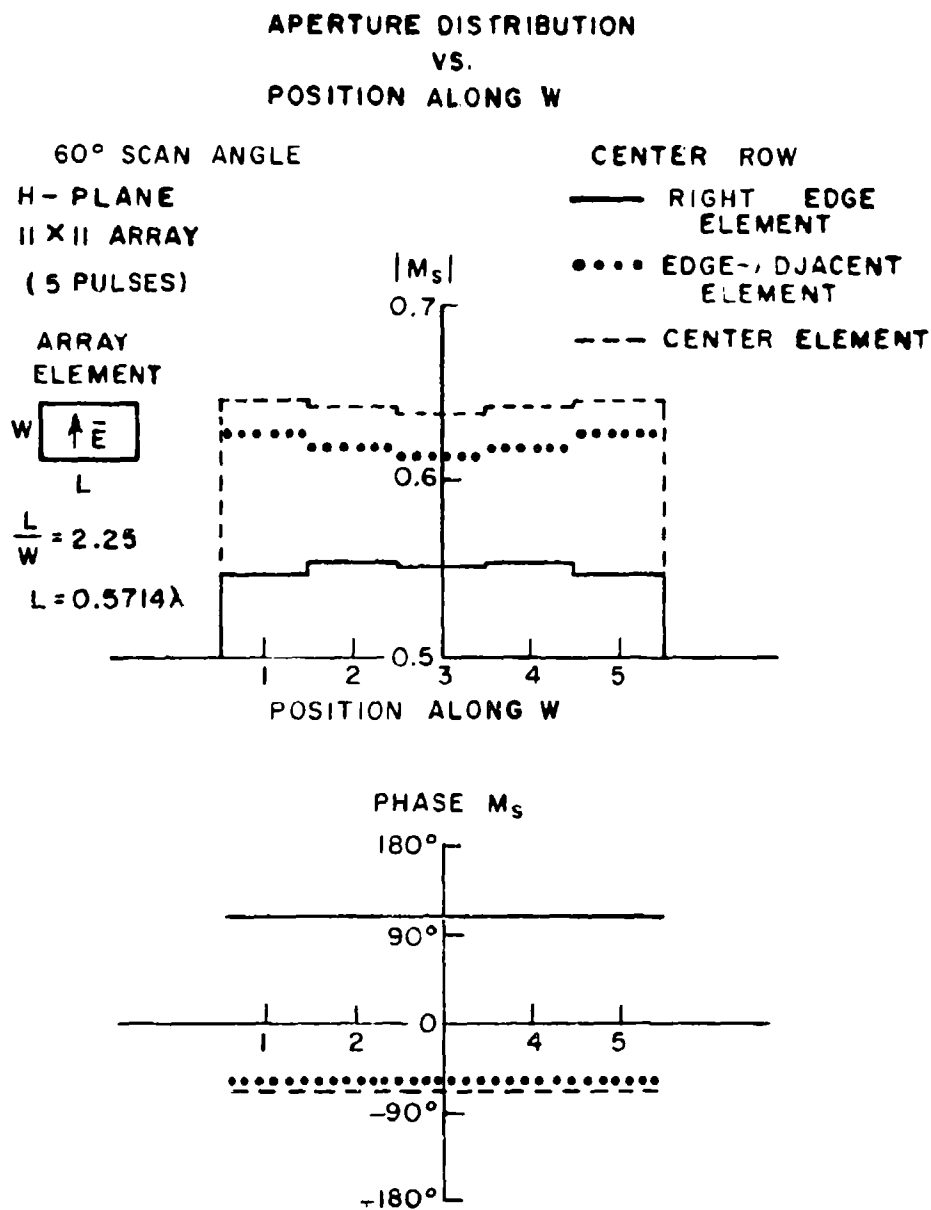 APERTURE DISTRIBUTION
VS.
POSITION ALONG W
60° SCAN ANGLE
H-PLANE
11 X 11 ARRAY
(5 PULSES)
CENTER ROW
RIGHT EDGE
ELEMENT
EDGE- DJACENT
ELEMENT
CENTER ELEMENT
ARRAY
ELEMENT
W
E̅
L
L/W = 2.25
L = 0.5714λ
|Ms|
0.7
0.6
0.5
1 2 3 4 5
POSITION ALONG W
PHASE Ms
180°
90°
0
1 2 4 5
-90°
-180°